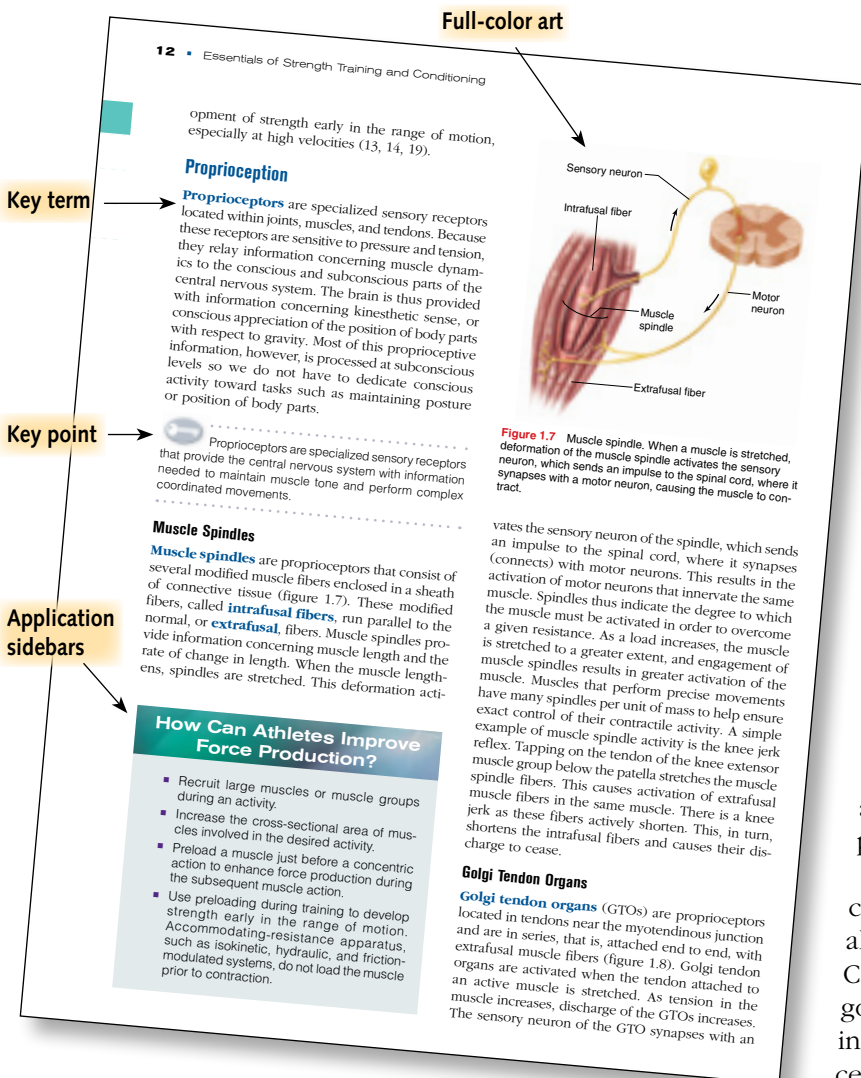 Full-color art
12 ▪ Essentials of Strength Training and Conditioning
opment of strength early in the range of motion,
especially at high velocities (13, 14, 19).
Proprioception
Key term
Proprioceptors are specialized sensory receptors
located within joints, muscles, and tendons. Because
these receptors are sensitive to pressure and tension,
they relay information concerning muscle dynam-
ics to the conscious and subconscious parts of the
central nervous system. The brain is thus provided
with information concerning kinesthetic sense, or
conscious appreciation of the position of body parts
with respect to gravity. Most of this proprioceptive
information, however, is processed at subconscious
levels so we do not have to dedicate conscious
activity toward tasks such as maintaining posture
or position of body parts.
Key point
Proprioceptors are specialized sensory receptors
that provide the central nervous system with information
needed to maintain muscle tone and perform complex
coordinated movements.
Muscle Spindles
Muscle spindles are proprioceptors that consist of
several modified muscle fibers enclosed in a sheath
of connective tissue (figure 1.7). These modified
fibers, called intrafusal fibers, run parallel to the
normal, or extrafusal, fibers. Muscle spindles pro-
vide information concerning muscle length and the
rate of change in length. When the muscle length-
ens, spindles are stretched. This deformation acti-
Application
sidebars
How Can Athletes Improve
Force Production?
▪ Recruit large muscles or muscle groups
during an activity.
▪ Increase the cross-sectional area of mus-
cles involved in the desired activity.
▪ Preload a muscle just before a concentric
action to enhance force production during
the subsequent muscle action.
▪ Use preloading during training to develop
strength early in the range of motion.
Accommodating-resistance apparatus,
such as isokinetic, hydraulic, and friction-
modulated systems, do not load the muscle
prior to contraction.
Sensory neuron
Intrafusal fiber
Muscle
spindle
Motor
neuron
Extrafusal fiber
Figure 1.7 Muscle spindle. When a muscle is stretched,
deformation of the muscle spindle activates the sensory
neuron, which sends an impulse to the spinal cord, where it
synapses with a motor neuron, causing the muscle to con-
tract.
vates the sensory neuron of the spindle, which sends
an impulse to the spinal cord, where it synapses
(connects) with motor neurons. This results in the
activation of motor neurons that innervate the same
muscle. Spindles thus indicate the degree to which
the muscle must be activated in order to overcome
a given resistance. As a load increases, the muscle
is stretched to a greater extent, and engagement of
muscle spindles results in greater activation of the
muscle. Muscles that perform precise movements
have many spindles per unit of mass to help ensure
exact control of their contractile activity. A simple
example of muscle spindle activity is the knee jerk
reflex. Tapping on the tendon of the knee extensor
muscle group below the patella stretches the muscle
spindle fibers. This causes activation of extrafusal
muscle fibers in the same muscle. There is a knee
jerk as these fibers actively shorten. This, in turn,
shortens the intrafusal fibers and causes their dis-
charge to cease.
Golgi Tendon Organs
Golgi tendon organs (GTOs) are proprioceptors
located in tendons near the myotendinous junction
and are in series, that is, attached end to end, with
extrafusal muscle fibers (figure 1.8). Golgi tendon
organs are activated when the tendon attached to
an active muscle is stretched. As tension in the
muscle increases, discharge of the GTOs increases.
The sensory neuron of the GTO synapses with an